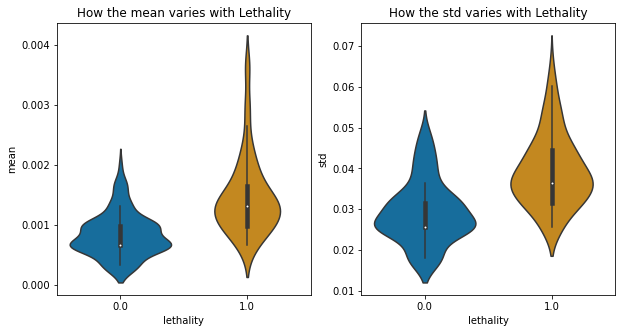 How the mean varies with Lethality
0.004
0.003
0.002
0.001
0.000
mean
0.0 1.0
lethality
How the std varies with Lethality
0.07
0.06
0.05
0.04
0.03
0.02
0.01
std
0.0 1.0
lethality